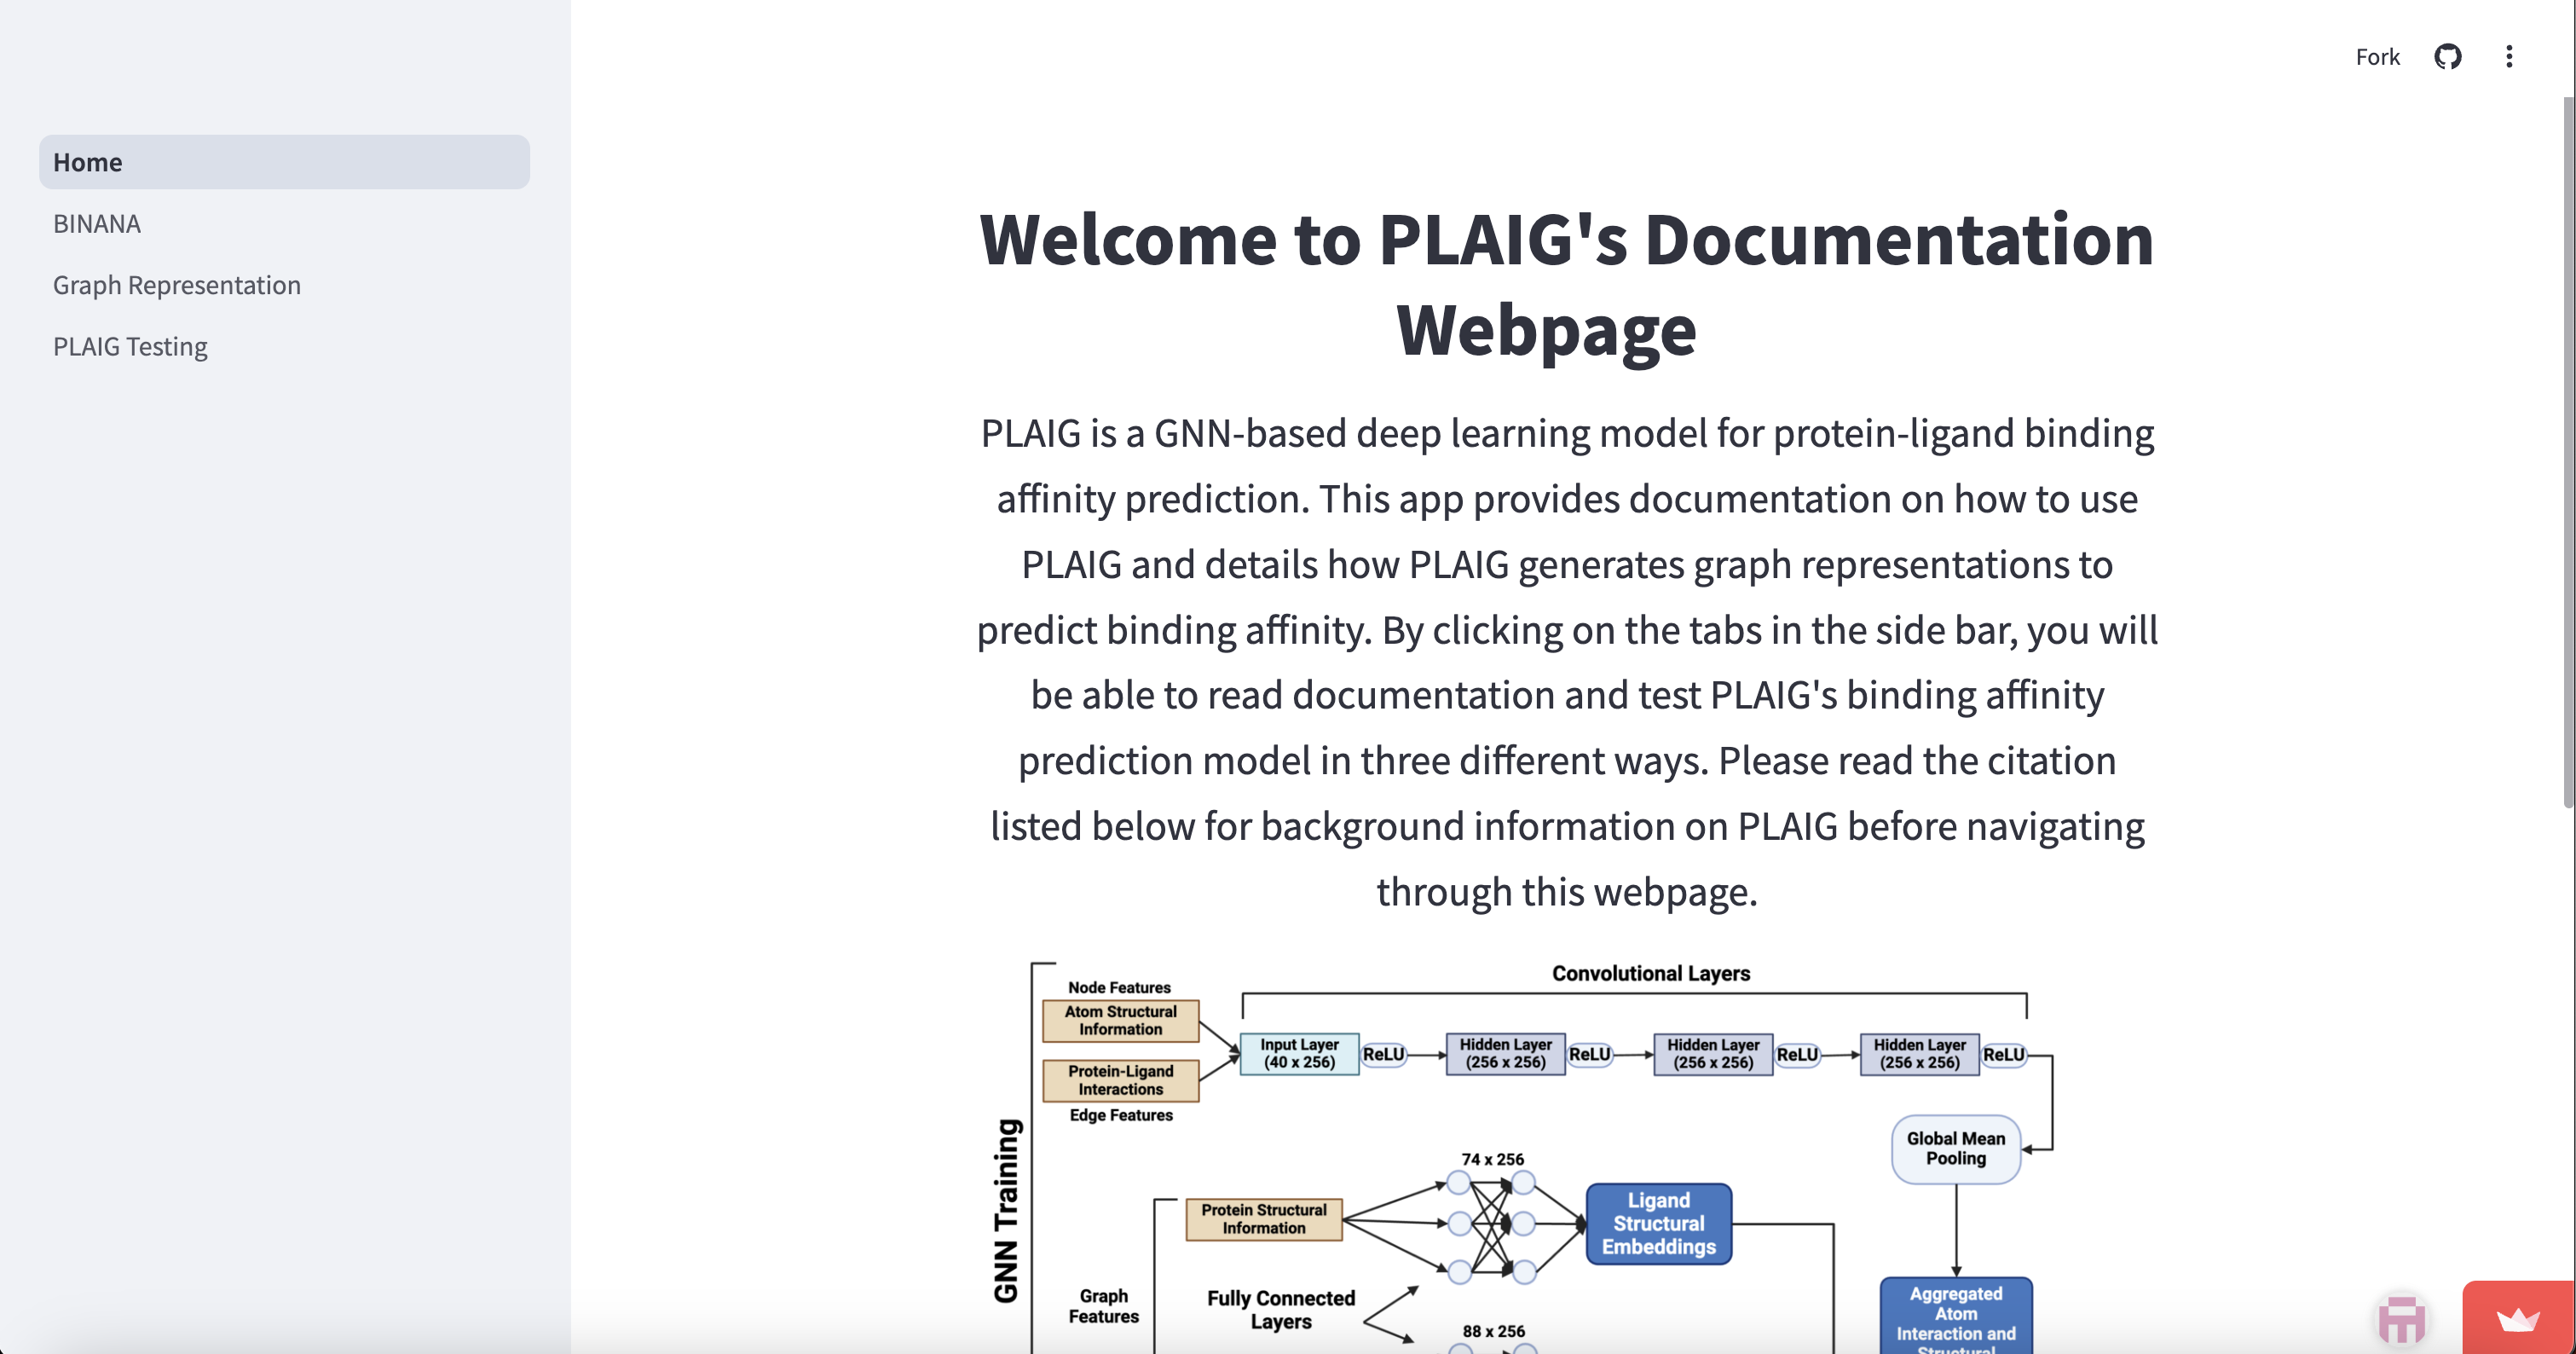 Fork
Home
BINANA
Graph Representation
PLAIG Testing
Welcome to PLAIG's Documentation
Webpage
PLAIG is a GNN-based deep learning model for protein-ligand binding
affinity prediction. This app provides documentation on how to use
PLAIG and details how PLAIG generates graph representations to
predict binding affinity. By clicking on the tabs in the side bar, you will
be able to read documentation and test PLAIG's binding affinity
prediction model in three different ways. Please read the citation
listed below for background information on PLAIG before navigating
through this webpage.
Convolutional Layers
Node Features
Atom Structural
Information
Protein-Ligand
Interactions
Edge Features
Input Layer
(40 x 256)
ReLU
Hidden Layer
(256 x 256)
ReLU
Hidden Layer
(256 x 256)
ReLU
Hidden Layer
(256 x 256)
ReLU
Global Mean
Pooling
GNN Training
74 x 256
Protein Structural
Information
Ligand
Structural
Embeddings
Graph
Features
Fully Connected
Layers
88 x 256
Aggregated
Atom
Interaction and
Structural